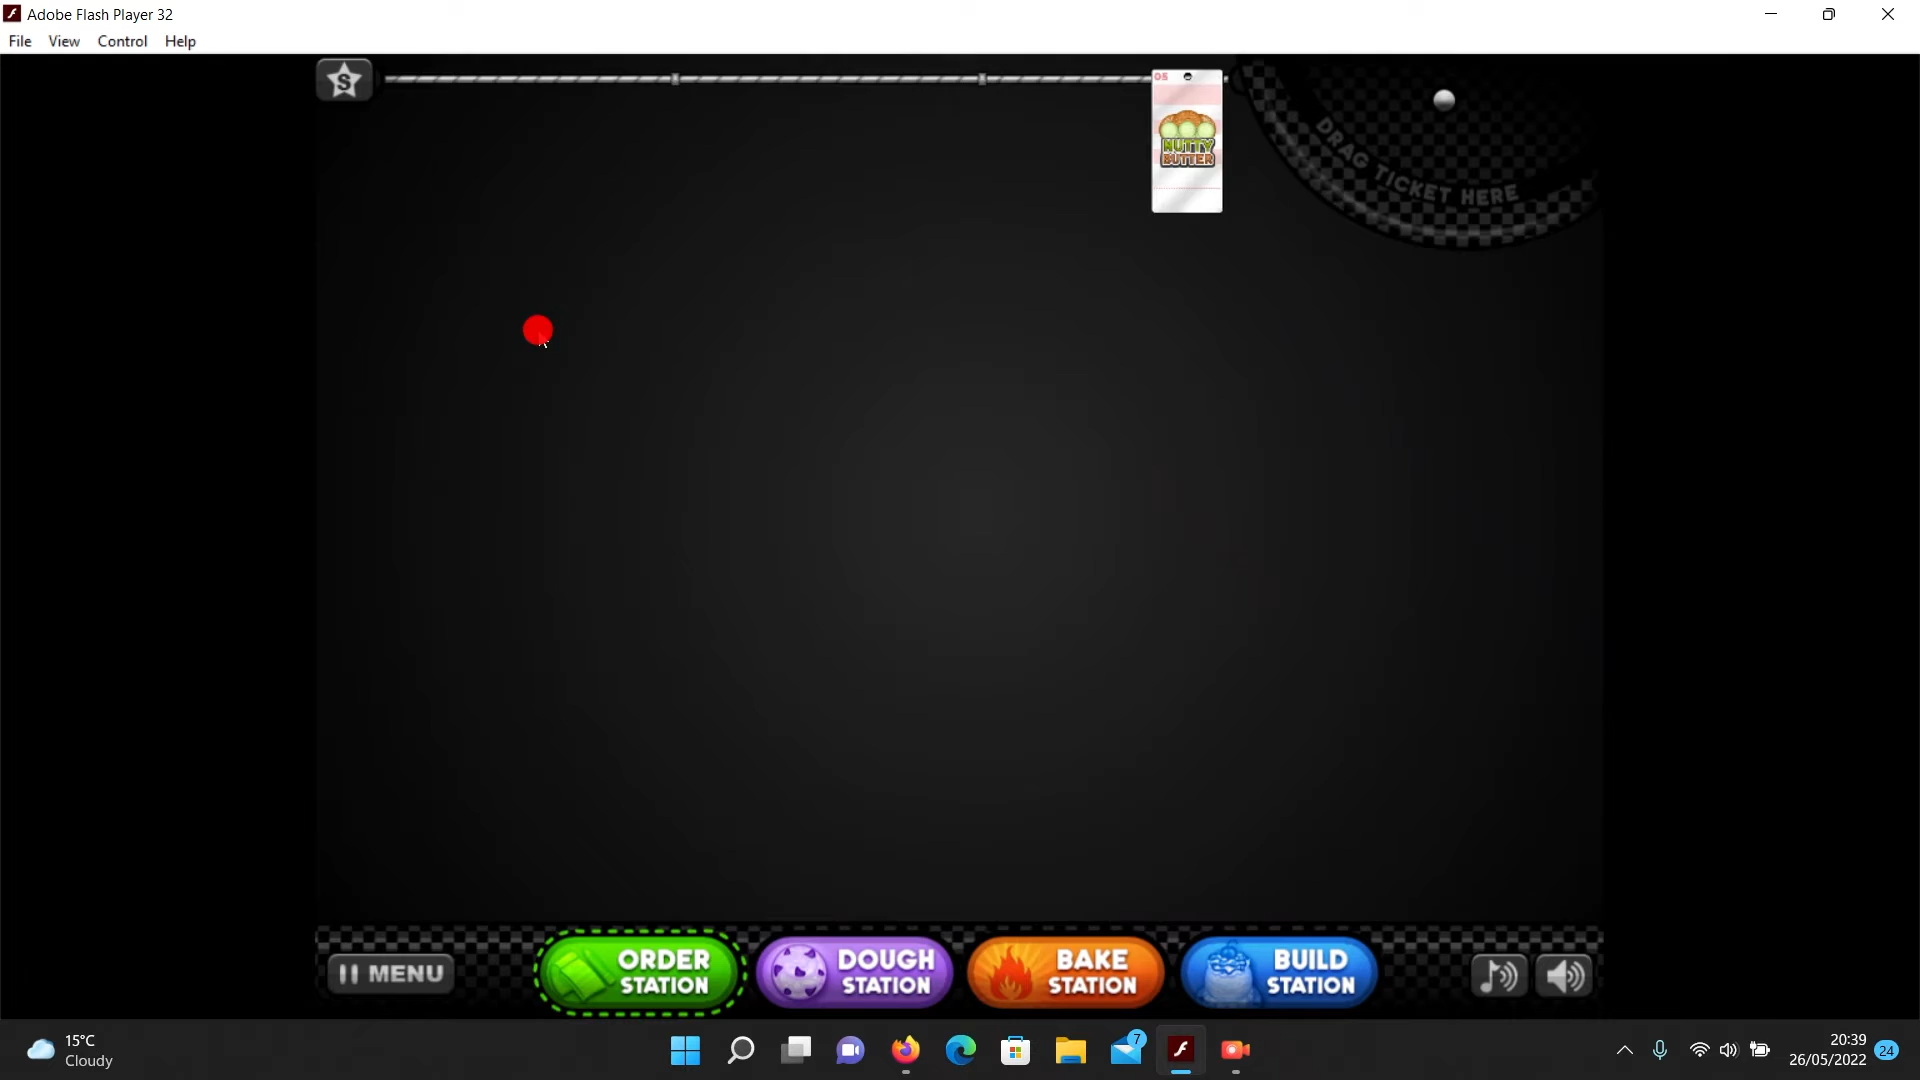 Adobe Flash Player 32
File View Control Help
S
05
NUTTY
BUTTER
DRAG TICKET HERE
MENU
ORDER
STATION
DOUGH
STATION
BAKE
STATION
BUILD
STATION
15°C
Cloudy
7
20:39
26/05/2022
24